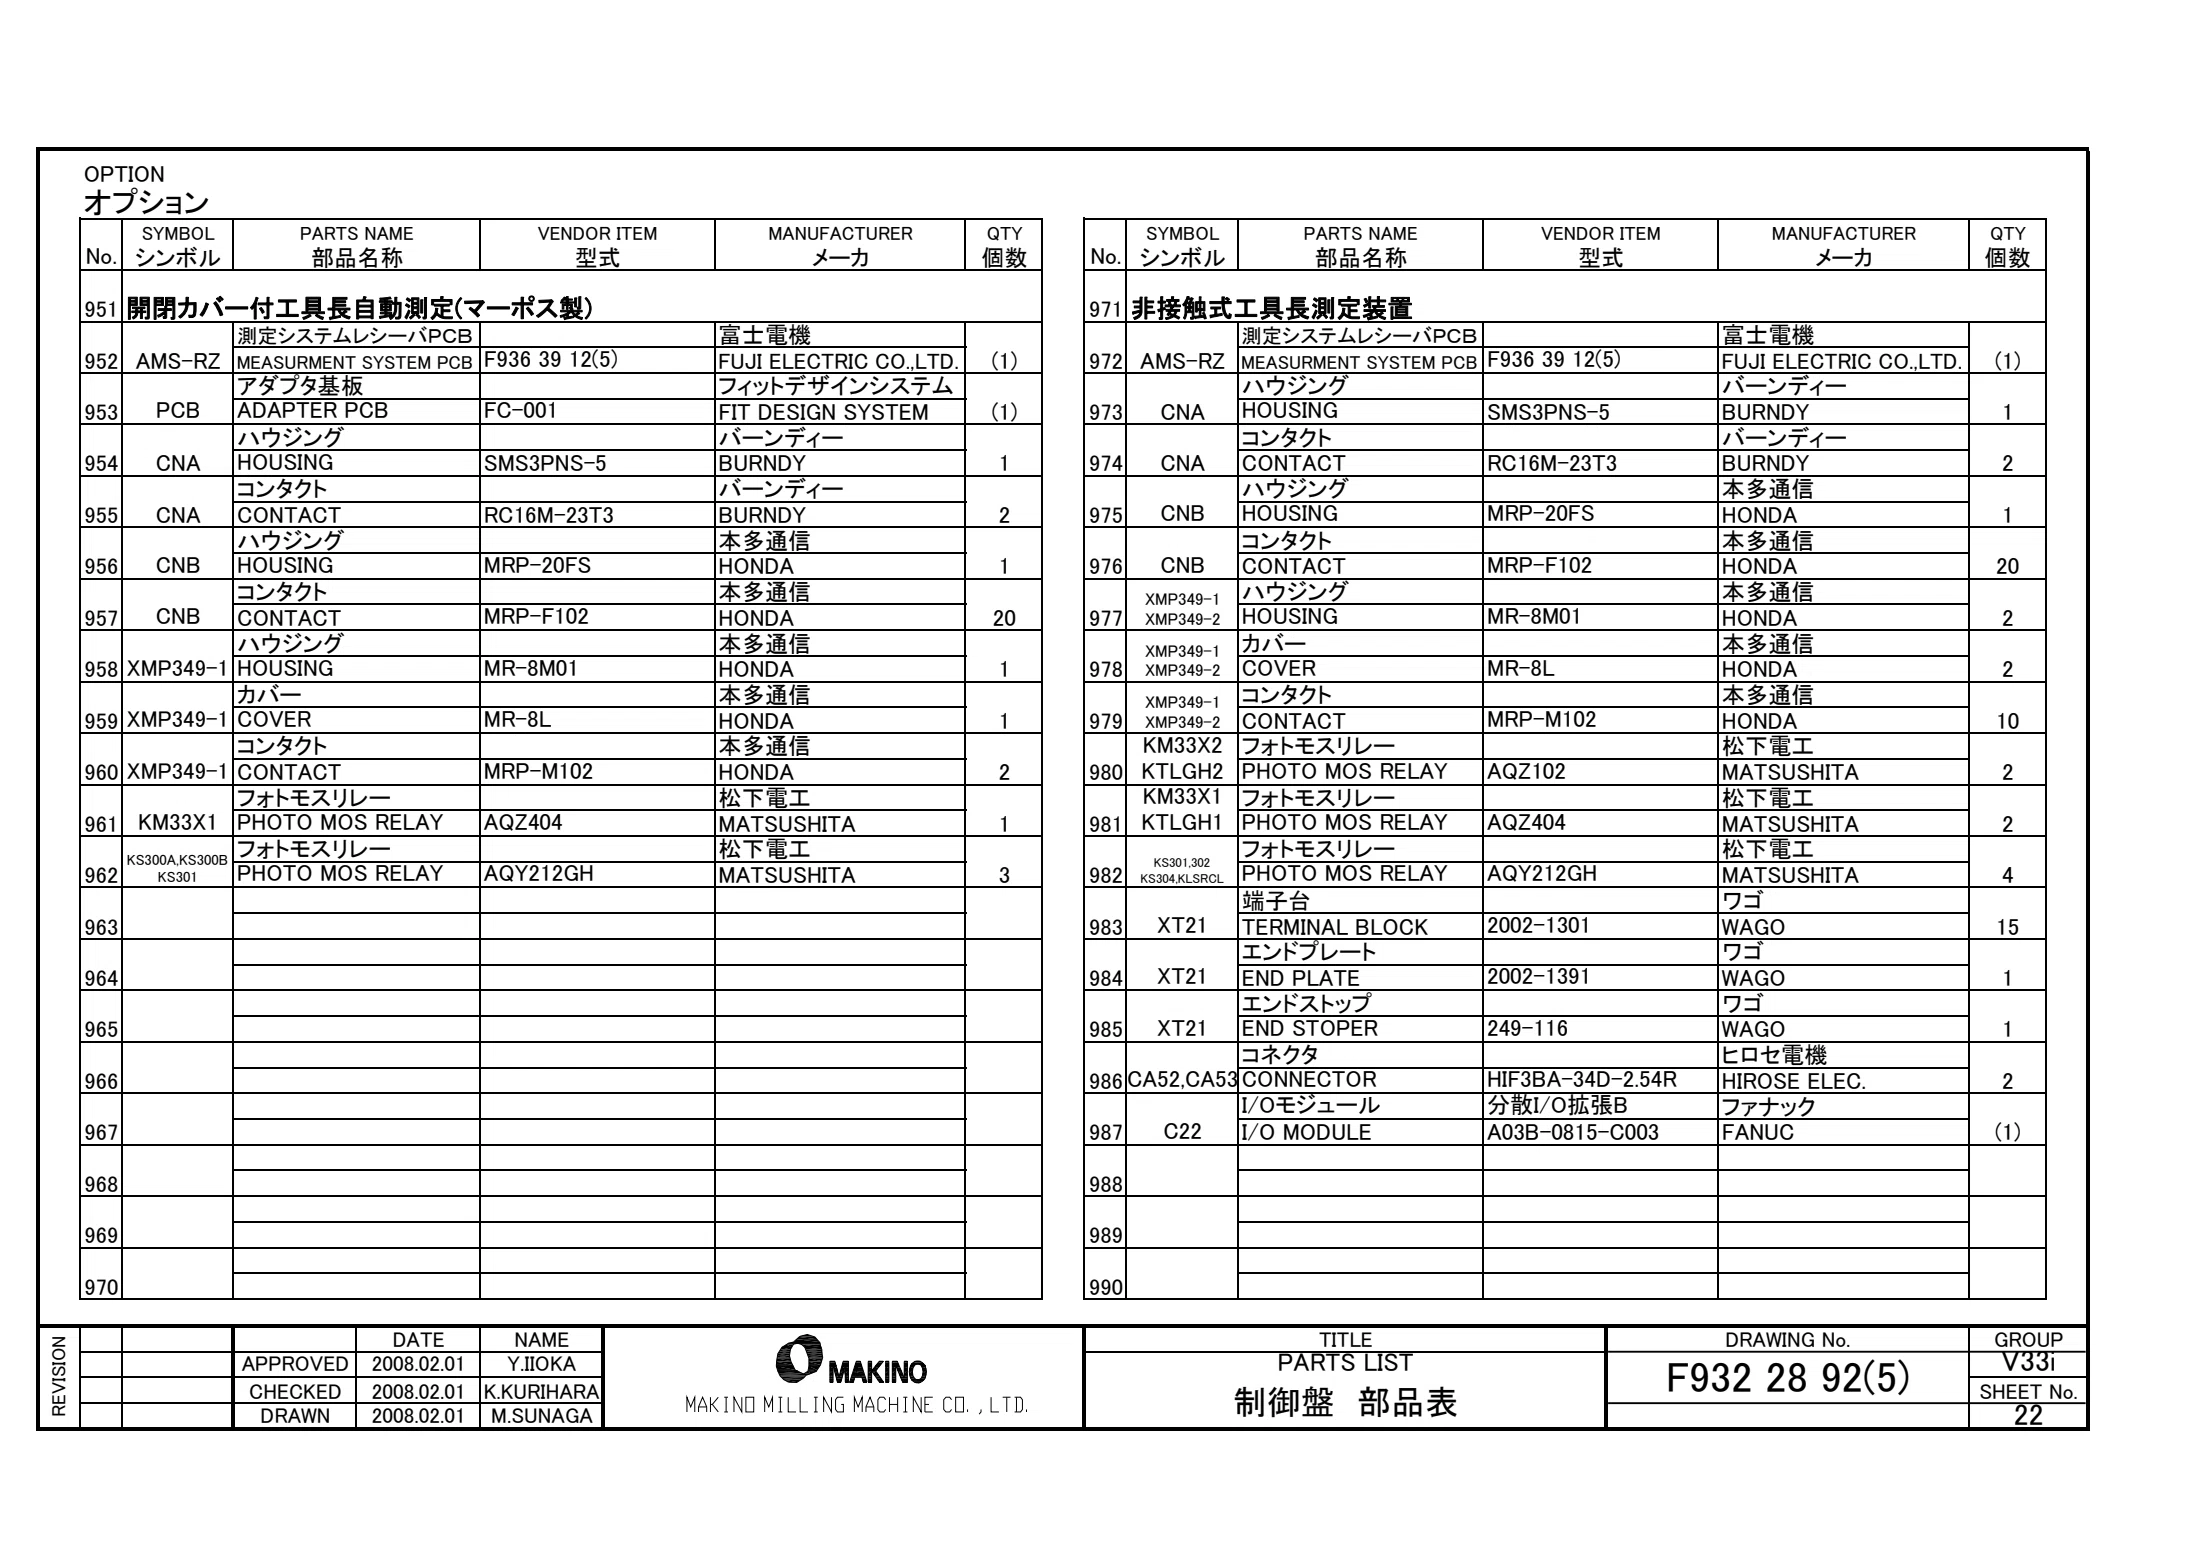 OPTION
オプション
No. SYMBOL シンボル PARTS NAME 部品名称 VENDOR ITEM 型式 MANUFACTURER メーカ QTY 個数
951 開閉カバー付工具長自動測定(マーポス製)
測定システムレシーバPCB 富士電機
952 AMS-RZ MEASURMENT SYSTEM PCB F936 39 12(5) FUJI ELECTRIC CO.,LTD. (1)
アダプタ基板 フィットデザインシステム
953 PCB ADAPTER PCB FC-001 FIT DESIGN SYSTEM (1)
ハウジング バーンディー
954 CNA HOUSING SMS3PNS-5 BURNDY 1
コンタクト バーンディー
955 CNA CONTACT RC16M-23T3 BURNDY 2
ハウジング 本多通信
956 CNB HOUSING MRP-20FS HONDA 1
コンタクト 本多通信
957 CNB CONTACT MRP-F102 HONDA 20
ハウジング 本多通信
958 XMP349-1 HOUSING MR-8M01 HONDA 1
カバー 本多通信
959 XMP349-1 COVER MR-8L HONDA 1
コンタクト 本多通信
960 XMP349-1 CONTACT MRP-M102 HONDA 2
フォトモスリレー 松下電工
961 KM33X1 PHOTO MOS RELAY AQZ404 MATSUSHITA 1
KS300A,KS300B フォトモスリレー 松下電工
962 KS301 PHOTO MOS RELAY AQY212GH MATSUSHITA 3
963
964
965
966
967
968
969
970
No. SYMBOL シンボル PARTS NAME 部品名称 VENDOR ITEM 型式 MANUFACTURER メーカ QTY 個数
971 非接触式工具長測定装置
測定システムレシーバPCB 富士電機
972 AMS-RZ MEASURMENT SYSTEM PCB F936 39 12(5) FUJI ELECTRIC CO.,LTD. (1)
ハウジング バーンディー
973 CNA HOUSING SMS3PNS-5 BURNDY 1
コンタクト バーンディー
974 CNA CONTACT RC16M-23T3 BURNDY 2
ハウジング 本多通信
975 CNB HOUSING MRP-20FS HONDA 1
コンタクト 本多通信
976 CNB CONTACT MRP-F102 HONDA 20
XMP349-1 ハウジング 本多通信
977 XMP349-2 HOUSING MR-8M01 HONDA 2
XMP349-1 カバー 本多通信
978 XMP349-2 COVER MR-8L HONDA 2
XMP349-1 コンタクト 本多通信
979 XMP349-2 CONTACT MRP-M102 HONDA 10
KM33X2 フォトモスリレー 松下電工
980 KTLGH2 PHOTO MOS RELAY AQZ102 MATSUSHITA 2
KM33X1 フォトモスリレー 松下電工
981 KTLGH1 PHOTO MOS RELAY AQZ404 MATSUSHITA 2
KS301,302 フォトモスリレー 松下電工
982 KS304,KLSRCL PHOTO MOS RELAY AQY212GH MATSUSHITA 4
端子台 ワゴ
983 XT21 TERMINAL BLOCK 2002-1301 WAGO 15
エンドプレート ワゴ
984 XT21 END PLATE 2002-1391 WAGO 1
エンドストップ ワゴ
985 XT21 END STOPER 249-116 WAGO 1
コネクタ ヒロセ電機
986 CA52,CA53 CONNECTOR HIF3BA-34D-2.54R HIROSE ELEC. 2
I/Oモジュール 分散I/O拡張B ファナック
987 C22 I/O MODULE A03B-0815-C003 FANUC (1)
988
989
990
REVISION
DATE NAME
APPROVED 2008.02.01 Y.IIOKA
CHECKED 2008.02.01 K.KURIHARA
DRAWN 2008.02.01 M.SUNAGA
MAKINO
MAKINO MILLING MACHINE CO.,LTD.
TITLE
PARTS LIST
制御盤 部品表
DRAWING No.
F932 28 92(5)
GROUP
V33i
SHEET No.
22